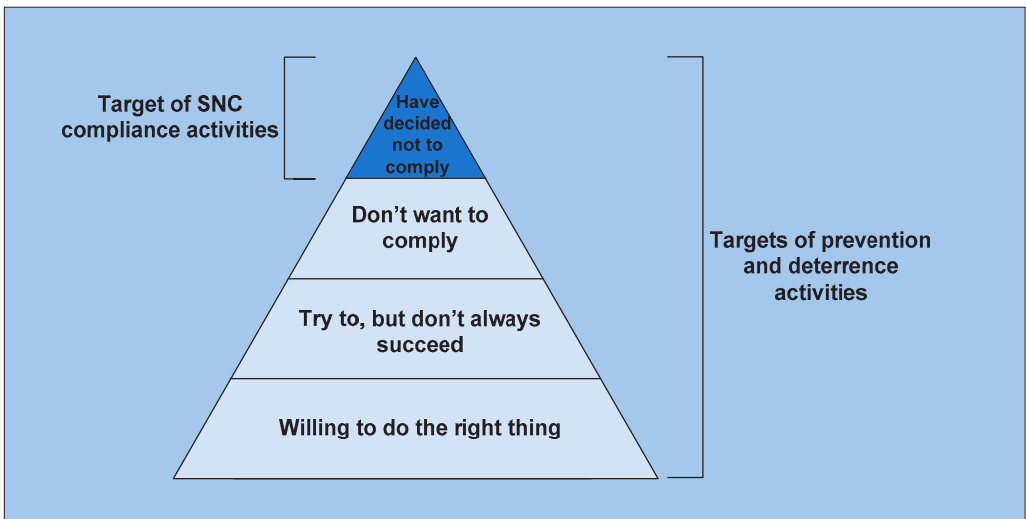 Target of SNC
compliance activities
Have
decided
not to
comply
Don’t want to
comply
Try to, but don’t always
succeed
Willing to do the right thing
Targets of prevention
and deterrence
activities